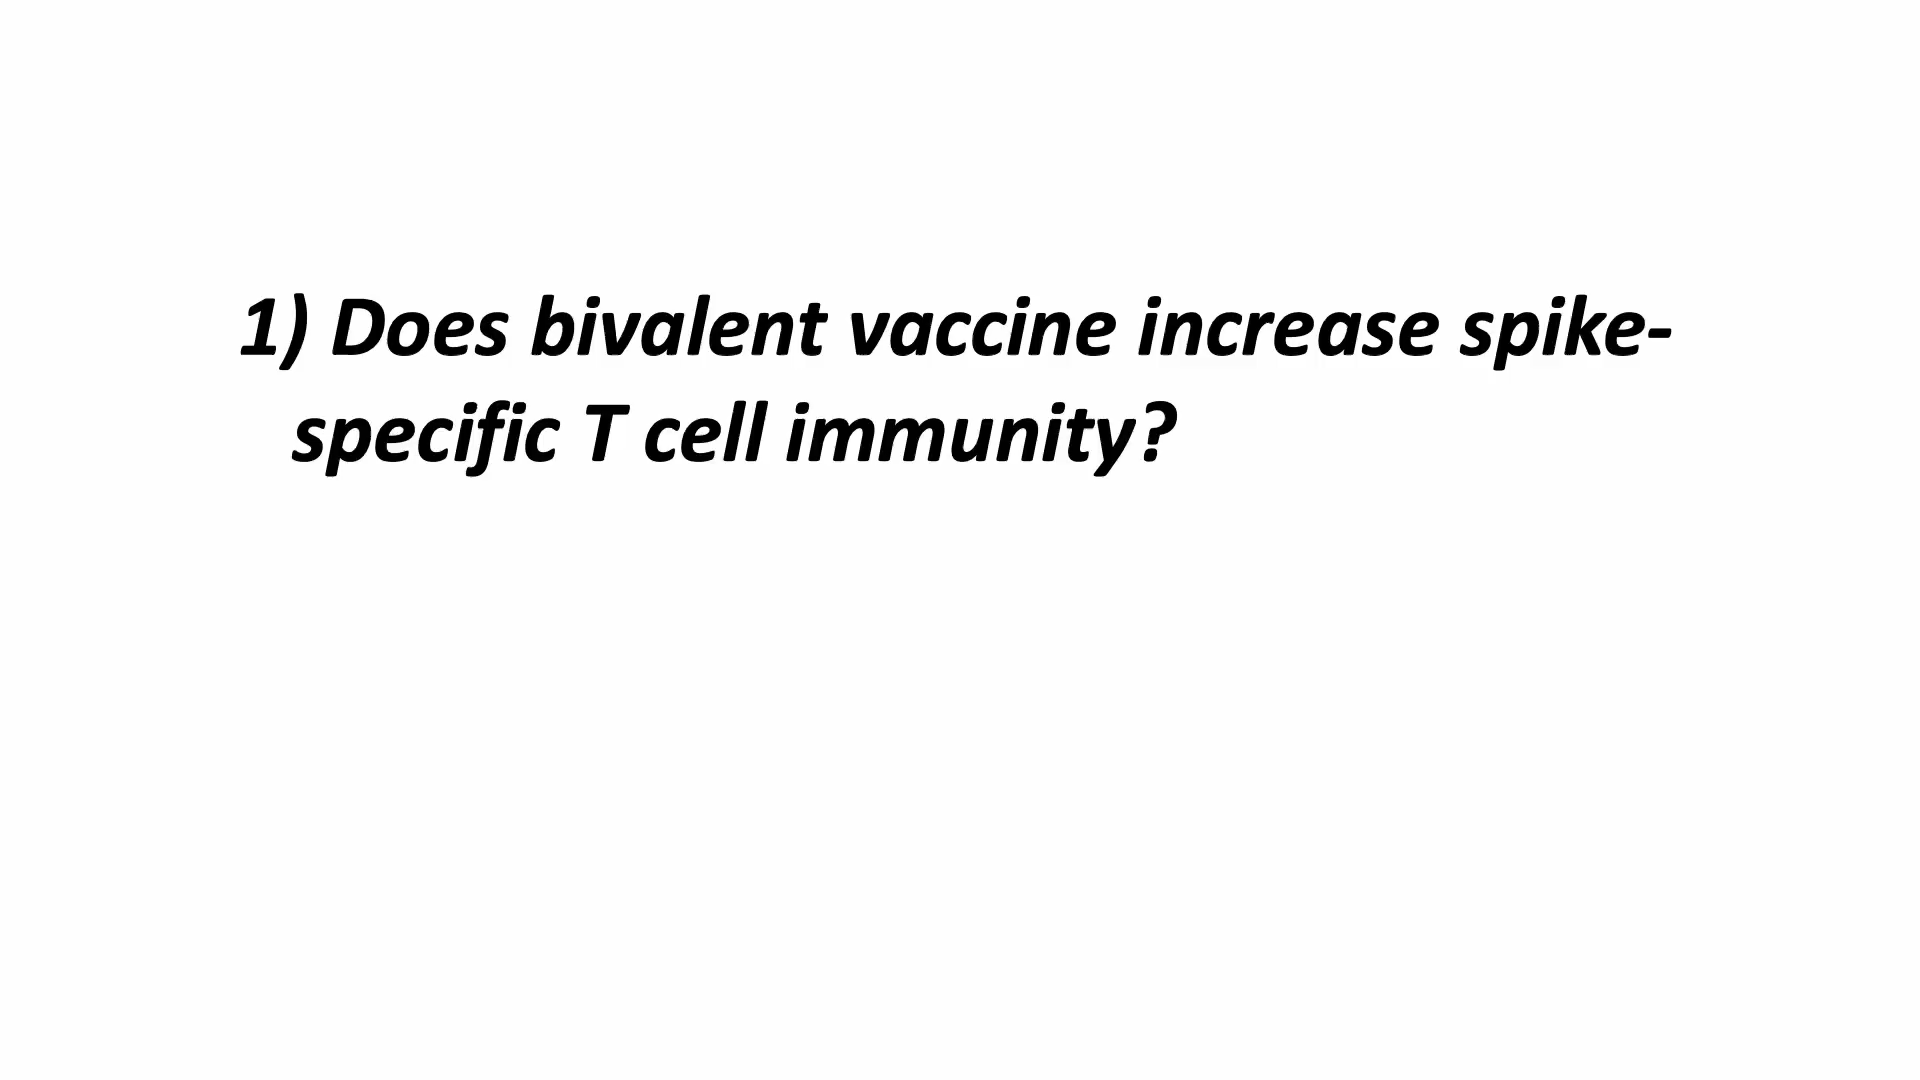 1) Does bivalent vaccine increase spike-
specific T cell immunity?